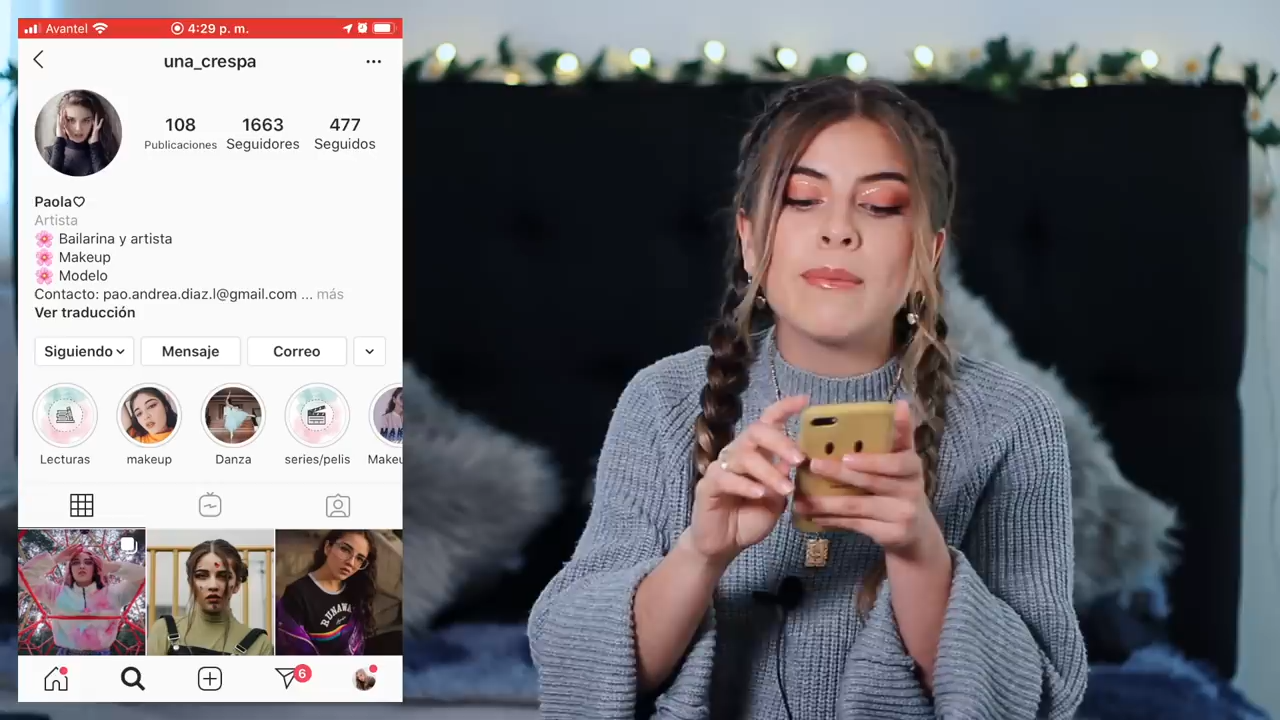 Avantel 4:29 p. m.
una_crespa
108 1663 477
Publicaciones Seguidores Seguidos
Paola♡
Artista
🌸 Bailarina y artista
🌸 Makeup
🌸 Modelo
Contacto: pao.andrea.diaz.l@gmail.com ... más
Ver traducción
Siguiendo Mensaje Correo
Lecturas makeup Danza series/pelis Makeu
RUNAWA
6